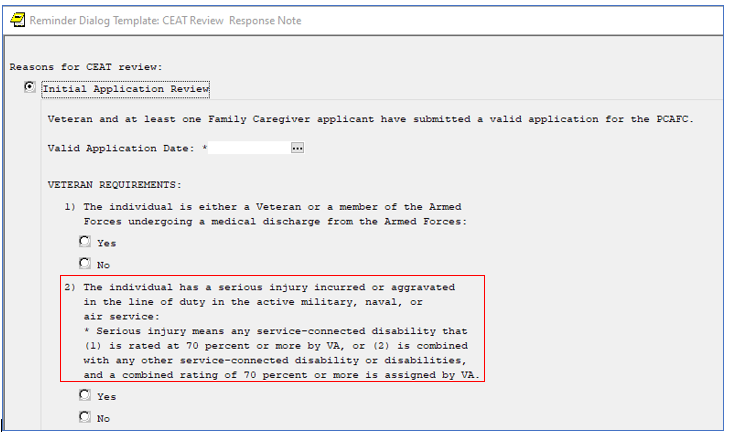 Reminder Dialog Template: CEAT Review  Response Note
Reasons for CEAT review:
Initial Application Review
Veteran and at least one Family Caregiver applicant have submitted a valid application for the PCAFC.
Valid Application Date: * ...
VETERAN REQUIREMENTS:
1) The individual is either a Veteran or a member of the Armed
Forces undergoing a medical discharge from the Armed Forces:
Yes
No
2) The individual has a serious injury incurred or aggravated
in the line of duty in the active military, naval, or
air service:
* Serious injury means any service-connected disability that
(1) is rated at 70 percent or more by VA, or (2) is combined
with any other service-connected disability or disabilities,
and a combined rating of 70 percent or more is assigned by VA.
Yes
No